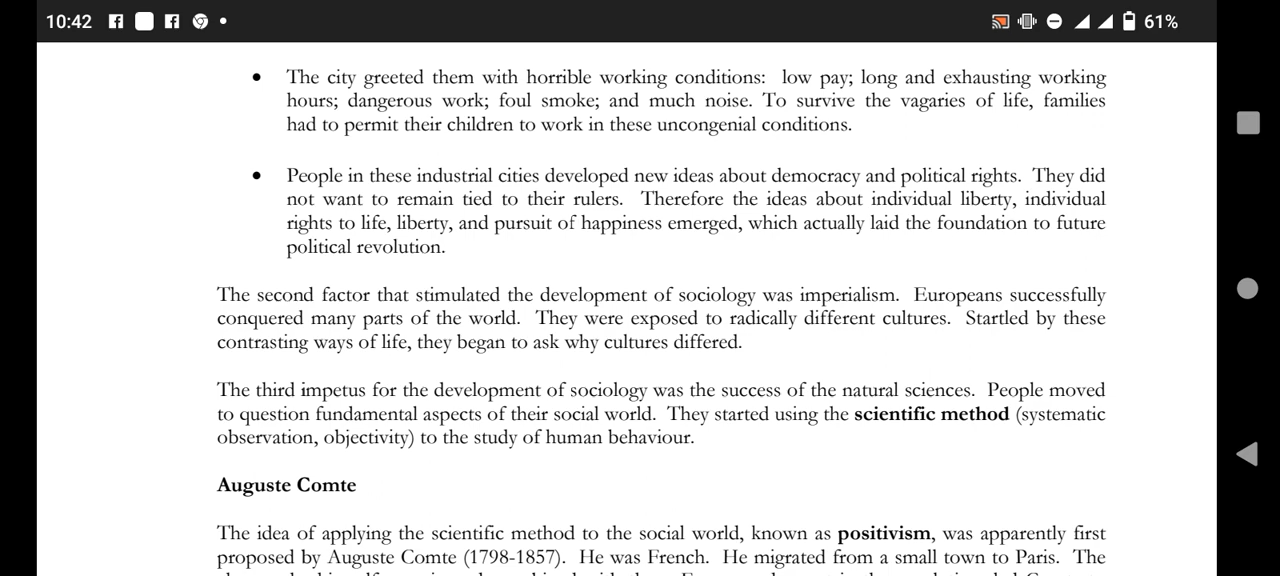 10:42
61%
• The city greeted them with horrible working conditions: low pay; long and exhausting working
hours; dangerous work; foul smoke; and much noise. To survive the vagaries of life, families
had to permit their children to work in these uncongenial conditions.
• People in these industrial cities developed new ideas about democracy and political rights. They did
not want to remain tied to their rulers. Therefore the ideas about individual liberty, individual
rights to life, liberty, and pursuit of happiness emerged, which actually laid the foundation to future
political revolution.
The second factor that stimulated the development of sociology was imperialism. Europeans successfully
conquered many parts of the world. They were exposed to radically different cultures. Startled by these
contrasting ways of life, they began to ask why cultures differed.
The third impetus for the development of sociology was the success of the natural sciences. People moved
to question fundamental aspects of their social world. They started using the scientific method (systematic
observation, objectivity) to the study of human behaviour.
Auguste Comte
The idea of applying the scientific method to the social world, known as positivism, was apparently first
proposed by Auguste Comte (1798-1857). He was French. He migrated from a small town to Paris. The